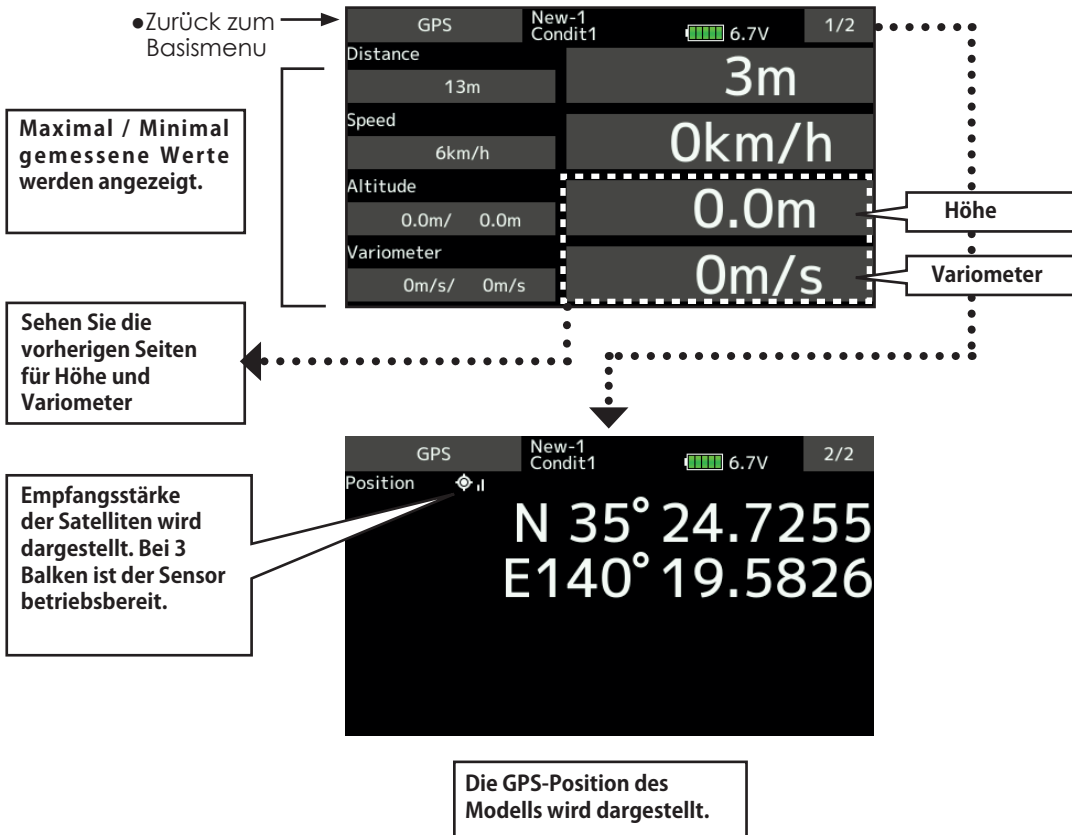 ●Zurück zum
Basismenu
GPS New-1 6.7V 1/2
Condit1
Distance
13m 3m
Speed
6km/h 0km/h
Altitude
0.0m/ 0.0m 0.0m
Variometer
0m/s/ 0m/s 0m/s
Maximal / Minimal
gemessene Werte
werden angezeigt.
Höhe
Variometer
Sehen Sie die
vorherigen Seiten
für Höhe und
Variometer
GPS New-1 6.7V 2/2
Condit1
Position
N 35° 24.7255
E140° 19.5826
Empfangsstärke
der Satelliten wird
dargestellt. Bei 3
Balken ist der Sensor
betriebsbereit.
Die GPS-Position des
Modells wird dargestellt.